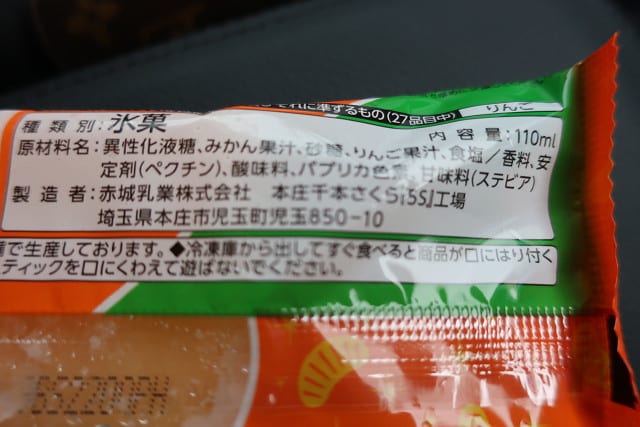 それに準ずるもの(27品目中) りんご
種類別：氷菓 内容量：110ml
原材料名：異性化液糖、みかん果汁、砂糖、りんご果汁、食塩／香料、安
定剤(ペクチン)、酸味料、パプリカ色素、甘味料(ステビア)
製造者：赤城乳業株式会社 本庄千本さくら『5S』工場
埼玉県本庄市児玉町児玉850-10
で生産しております。◆冷凍庫から出してすぐ食べると商品が口にはり付く
ティックを口にくわえて遊ばないでください。